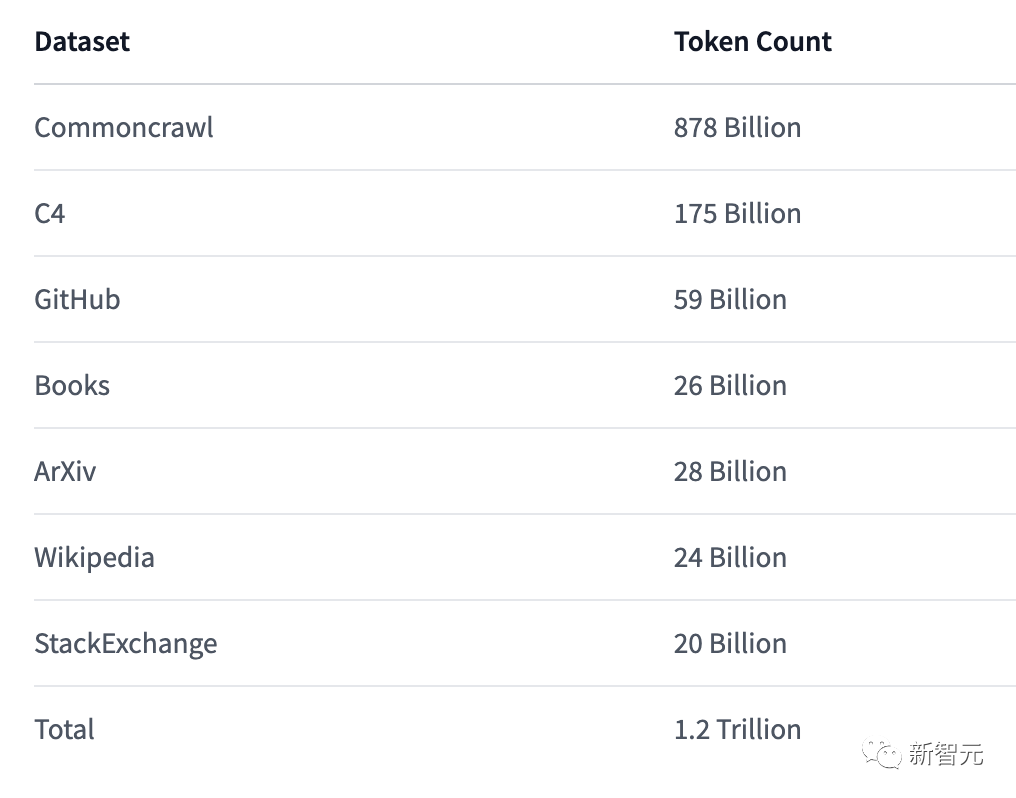 Dataset Token Count
Commoncrawl 878 Billion
C4 175 Billion
GitHub 59 Billion
Books 26 Billion
ArXiv 28 Billion
Wikipedia 24 Billion
StackExchange 20 Billion
Total 1.2 Trillion
新智元